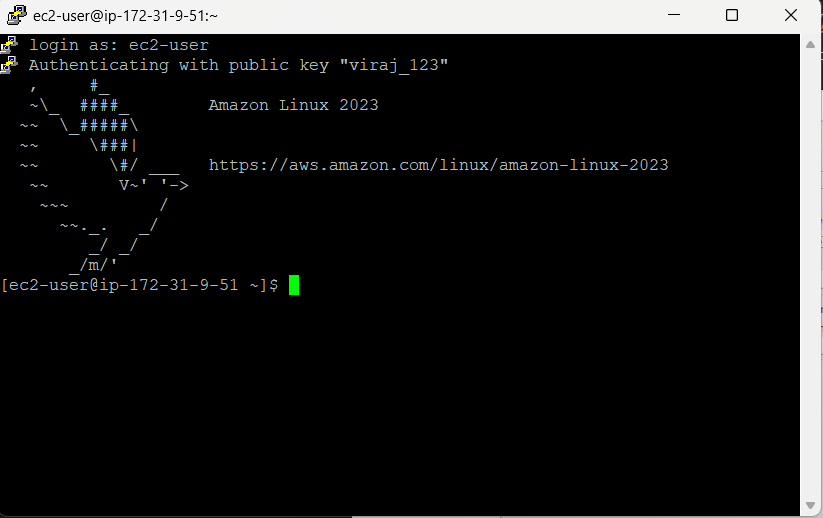 ec2-user@ip-172-31-9-51:~
login as: ec2-user
Authenticating with public key "viraj_123"
   ,     #_
   ~\_  ####_        Amazon Linux 2023
  ~~  \_#####\
  ~~     \###|
  ~~       \#/ ___   https://aws.amazon.com/linux/amazon-linux-2023
   ~~       V~' '->
    ~~~         /
      ~~._.   _/
         _/ _/
       _/m/'
[ec2-user@ip-172-31-9-51 ~]$